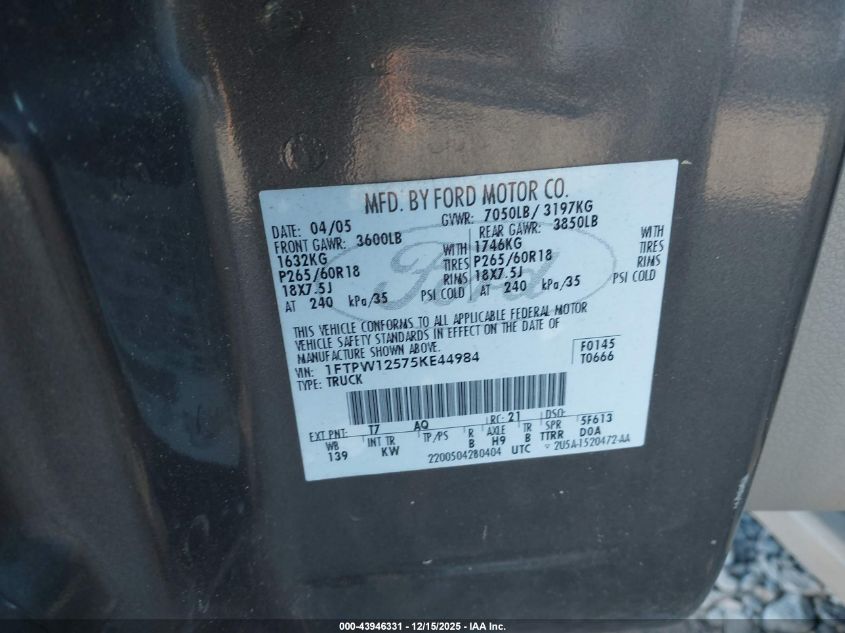 MFD. BY FORD MOTOR CO.
DATE: 04/05 GVWR: 7050LB/ 3197KG
FRONT GAWR: 3600LB REAR GAWR: 3850LB
1632KG WITH 1746KG WITH
P265/60R18 TIRES P265/60R18 TIRES
18X7.5J RIMS 18X7.5J RIMS
AT 240 kPa/35 PSI COLD AT 240 kPa/35 PSI COLD
Ford
THIS VEHICLE CONFORMS TO ALL APPLICABLE FEDERAL MOTOR
VEHICLE SAFETY STANDARDS IN EFFECT ON THE DATE OF
MANUFACTURE SHOWN ABOVE.
VIN: 1FTPW12575KE44984 F0145
TYPE: TRUCK T0666
EXT PNT: T7 AQ RC: 21 DSO: 5F613
WB INT TR TP/PS R AXLE TR SPR
139 KW B H9 B TTRR DOA
2200504280404 UTC 2U5A-1520472-AA
000-43946331 - 12/15/2025 - IAA Inc.